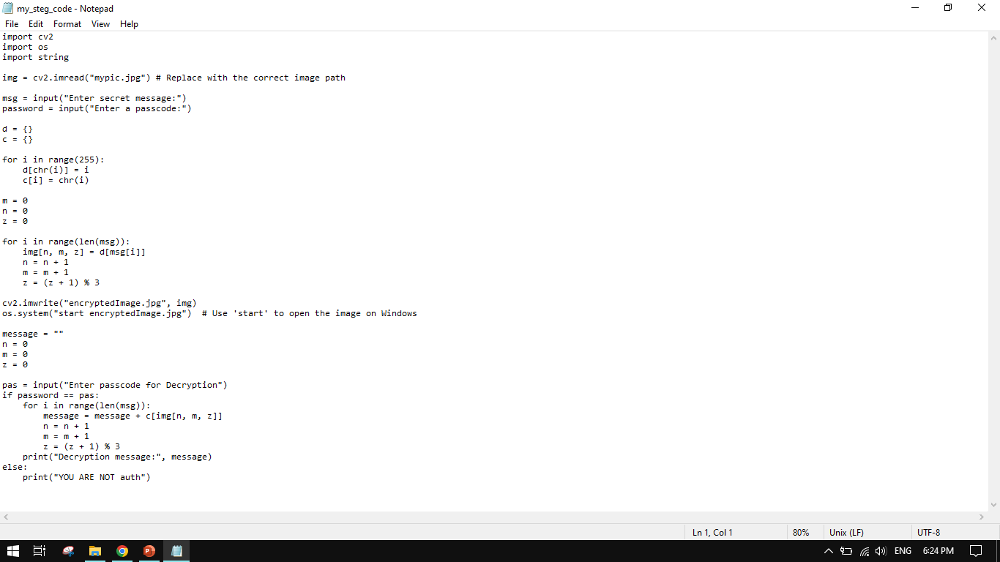 my_steg_code - Notepad
File Edit Format View Help
import cv2
import os
import string

img = cv2.imread("mypic.jpg") # Replace with the correct image path

msg = input("Enter secret message:")
password = input("Enter a passcode:")

d = {}
c = {}

for i in range(255):
    d[chr(i)] = i
    c[i] = chr(i)

m = 0
n = 0
z = 0

for i in range(len(msg)):
    img[n, m, z] = d[msg[i]]
    n = n + 1
    m = m + 1
    z = (z + 1) % 3

cv2.imwrite("encryptedImage.jpg", img)
os.system("start encryptedImage.jpg")  # Use 'start' to open the image on Windows

message = ""
n = 0
m = 0
z = 0

pas = input("Enter passcode for Decryption")
if password == pas:
    for i in range(len(msg)):
        message = message + c[img[n, m, z]]
        n = n + 1
        m = m + 1
        z = (z + 1) % 3
    print("Decryption message:", message)
else:
    print("YOU ARE NOT auth")
Ln 1, Col 1 80% Unix (LF) UTF-8
P ENG 6:24 PM